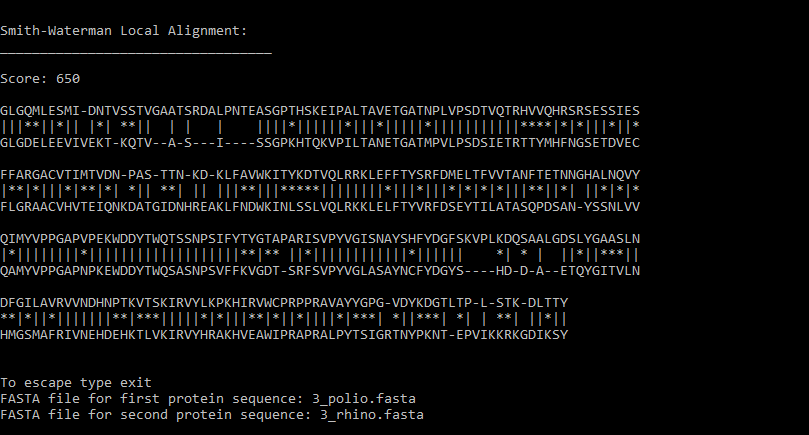 Smith-Waterman Local Alignment:
__________________________________
Score: 650
GLGQMLESMI-DNTVSSTVGAATSRDALPNTEASGPTHSKEIPALTAVETGATNPLVPSDTVQTRHVVQHRSRSESSIES
|||**||*|| |*| **||  | |   |    ||||*||||||*|||*|||||*|||||||||||****|*|*|||*||*
GLGDELEEVIVEKT-KQTV--A-S---I----SSGPKHTQKVPILTANETGATMPVLPSDSIETRTTYMHFNGSETDVEC
FFARGACVTIMTVDN-PAS-TTN-KD-KLFAVWKITYKDTVQLRRKLEFFTYSRFDMELTFVVTANFTETNNGHALNQVY
|**|*|||*|**|*| *|| **| || |||**|||*****||||||||*|||*|||*|*|*|*|||***||*| ||*|*|*
FLGRAACVHVTEIQNKDATGIDNHREAKLFNDWKINLSSLVQLRKKLELFTYVRFDSEYTILATASQPDSAN-YSSNLVV
QIMYVPPGAPVPEKWDDYTWQTSSNPSIFYTYGTAPARISVPYVGISNAYSHFYDGFSKVPLKDQSAALGDSLYGAASLN
|*||||||||*|||||||||||||||||||**|** ||*||||||||||||*||||||    *| * |  ||*||***||
QAMYVPPGAPNPKEWDDYTWQSASNPSVFFKVGDT-SRFSVPYVGLASAYNCFYDGYS----HD-D-A--ETQYGITVLN
DFGILAVRVVNDHNPTKVTSKIRVYLKPKHIRVWCPRPPRAVAYYGPG-VDYKDGTLTP-L-STK-DLTTY
**|*||*|||||||**|***|||||*|*|||**|*||*||||*|***| *||***| *| | **| ||*||
HMGSMAFRIVNEHDEHKTLVKIRVYHRAKHVEAWIPRAPRALPYTSIGRTNYPKNT-EPVIKKRKGDIKSY
To escape type exit
FASTA file for first protein sequence: 3_polio.fasta
FASTA file for second protein sequence: 3_rhino.fasta